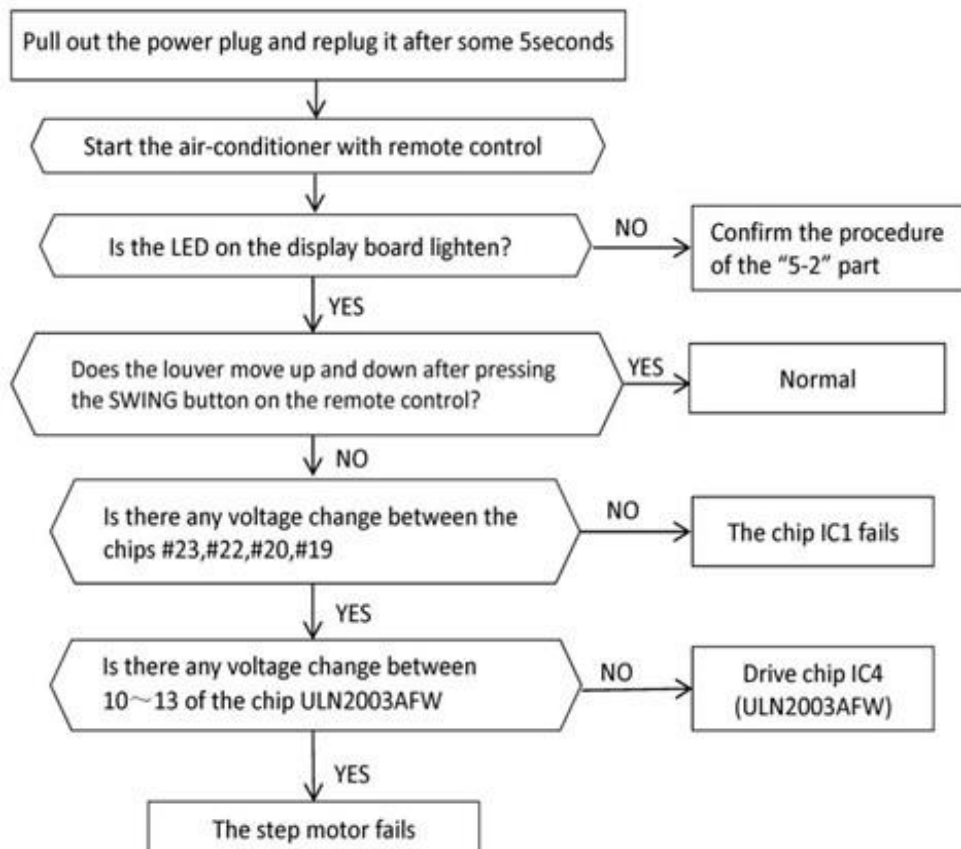 Pull out the power plug and replug it after some 5seconds
Start the air-conditioner with remote control
Is the LED on the display board lighten?
NO
Confirm the procedure
of the “5-2” part
YES
Does the louver move up and down after pressing
the SWING button on the remote control?
YES
Normal
NO
Is there any voltage change between the
chips #23,#22,#20,#19
NO
The chip IC1 fails
YES
Is there any voltage change between
10～13 of the chip ULN2003AFW
NO
Drive chip IC4
(ULN2003AFW)
YES
The step motor fails